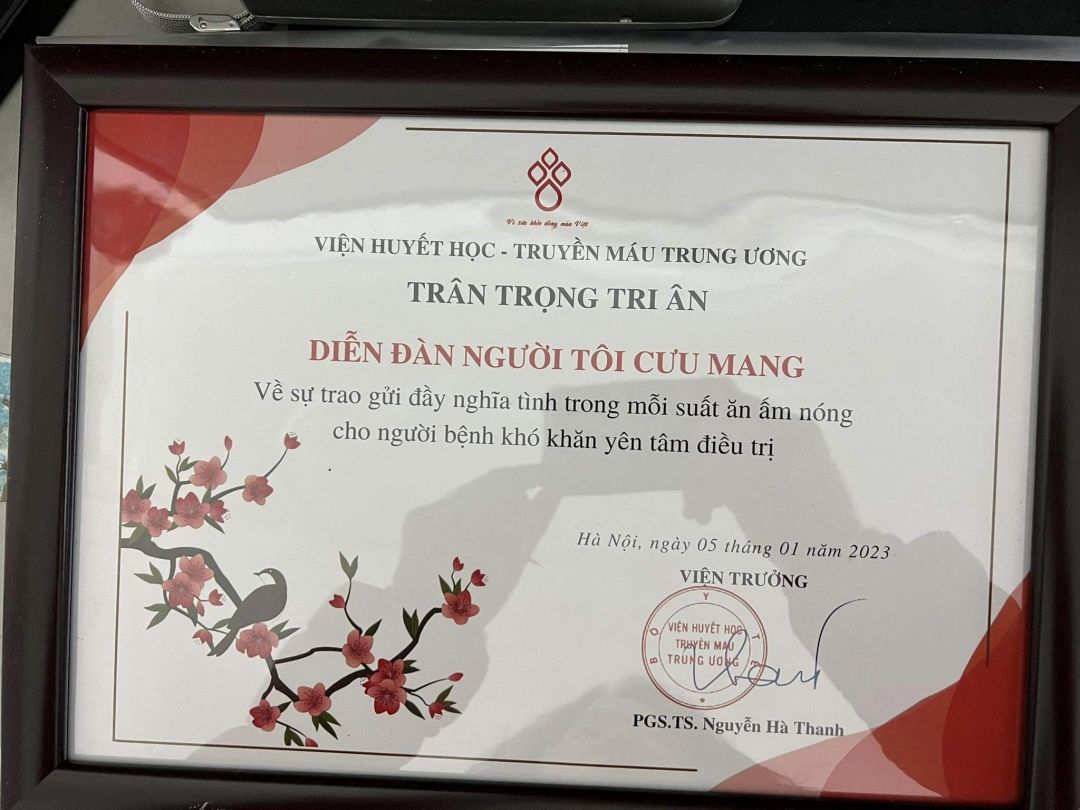 Vì sức khỏe dòng máu Việt
VIỆN HUYẾT HỌC - TRUYỀN MÁU TRUNG ƯƠNG
TRÂN TRỌNG TRI ÂN
DIỄN ĐÀN NGƯỜI TÔI CƯU MANG
Về sự trao gửi đầy nghĩa tình trong mỗi suất ăn ấm nóng
cho người bệnh khó khăn yên tâm điều trị
Hà Nội, ngày 05 tháng 01 năm 2023
VIỆN TRƯỞNG
BỘ Y TẾ
VIỆN HUYẾT HỌC
TRUYỀN MÁU
TRUNG ƯƠNG
PGS.TS. Nguyễn Hà Thanh